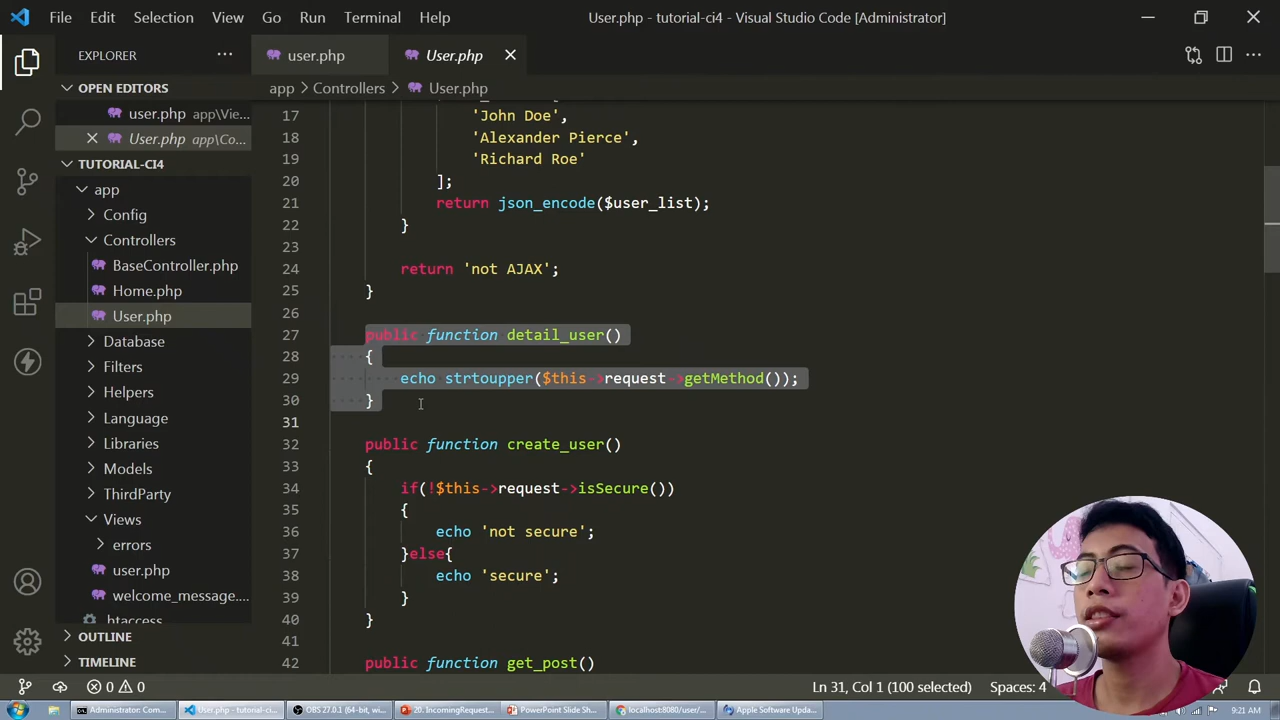 File Edit Selection View Go Run Terminal Help
User.php - tutorial-ci4 - Visual Studio Code [Administrator]
EXPLORER
OPEN EDITORS
user.php app\Vie...
User.php app\Co...
TUTORIAL-CI4
app
Config
Controllers
BaseController.php
Home.php
User.php
Database
Filters
Helpers
Language
Libraries
Models
ThirdParty
Views
errors
user.php
welcome_message....
.htaccess
OUTLINE
TIMELINE
user.php User.php
app > Controllers > User.php
17 'John Doe',
18 'Alexander Pierce',
19 'Richard Roe'
20 ];
21 return json_encode($user_list);
22 }
23
24 return 'not AJAX';
25 }
26
27 public function detail_user()
28 {
29 echo strtoupper($this->request->getMethod());
30 }
31
32 public function create_user()
33 {
34 if(!$this->request->isSecure())
35 {
36 echo 'not secure';
37 }else{
38 echo 'secure';
39 }
40 }
41
42 public function get_post()
0 0 Ln 31, Col 1 (100 selected) Spaces: 4
Administrator: Com... User.php - tutorial-ci... OBS 27.0.1 (64-bit, wi... 20. IncomingRequest... PowerPoint Slide Sh... localhost:8080/user/... Apple Software Upda... 9:21 AM